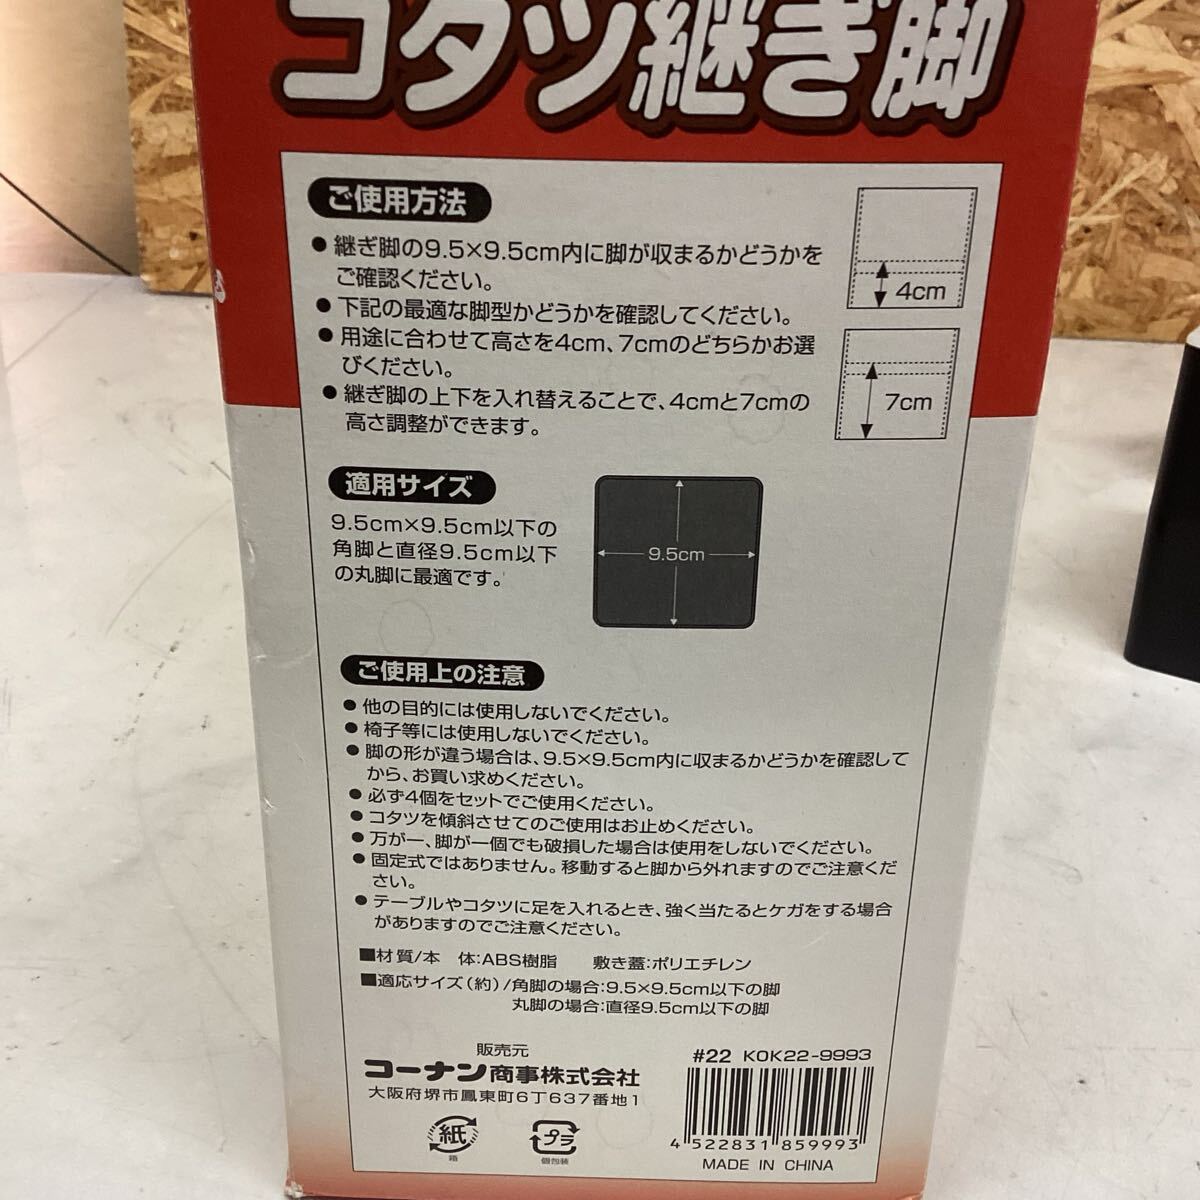 コタツ継ぎ脚
ご使用方法
●継ぎ脚の9.5×9.5cm内に脚が収まるかどうかを
ご確認ください。
●下記の最適な脚型かどうかを確認してください。
●用途に合わせて高さを4cm、7cmのどちらかお選
びください。
●継ぎ脚の上下を入れ替えることで、4cmと7cmの
高さ調整ができます。
4cm
7cm
適用サイズ
9.5cm×9.5cm以下の
角脚と直径9.5cm以下
の丸脚に最適です。
9.5cm
ご使用上の注意
●他の目的には使用しないでください。
●椅子等には使用しないでください。
●脚の形が違う場合は、9.5×9.5cm内に収まるかどうかを確認して
から、お買い求めください。
●必ず4個をセットでご使用ください。
●コタツを傾斜させてのご使用はお止めください。
●万が一、脚が一個でも破損した場合は使用をしないでください。
●固定式ではありません。移動すると脚から外れますのでご注意くだ
さい。
●テーブルやコタツに足を入れるとき、強く当たるとケガをする場合
がありますのでご注意ください。
■材質/本 体:ABS樹脂 敷き蓋:ポリエチレン
■適応サイズ(約)/角脚の場合:9.5×9.5cm以下の脚
丸脚の場合:直径9.5cm以下の脚
販売元
コーナン商事株式会社
大阪府堺市鳳東町6丁637番地1
紙
箱
プラ
個包装
#22 KOK22-9993
4 522831 859993
MADE IN CHINA